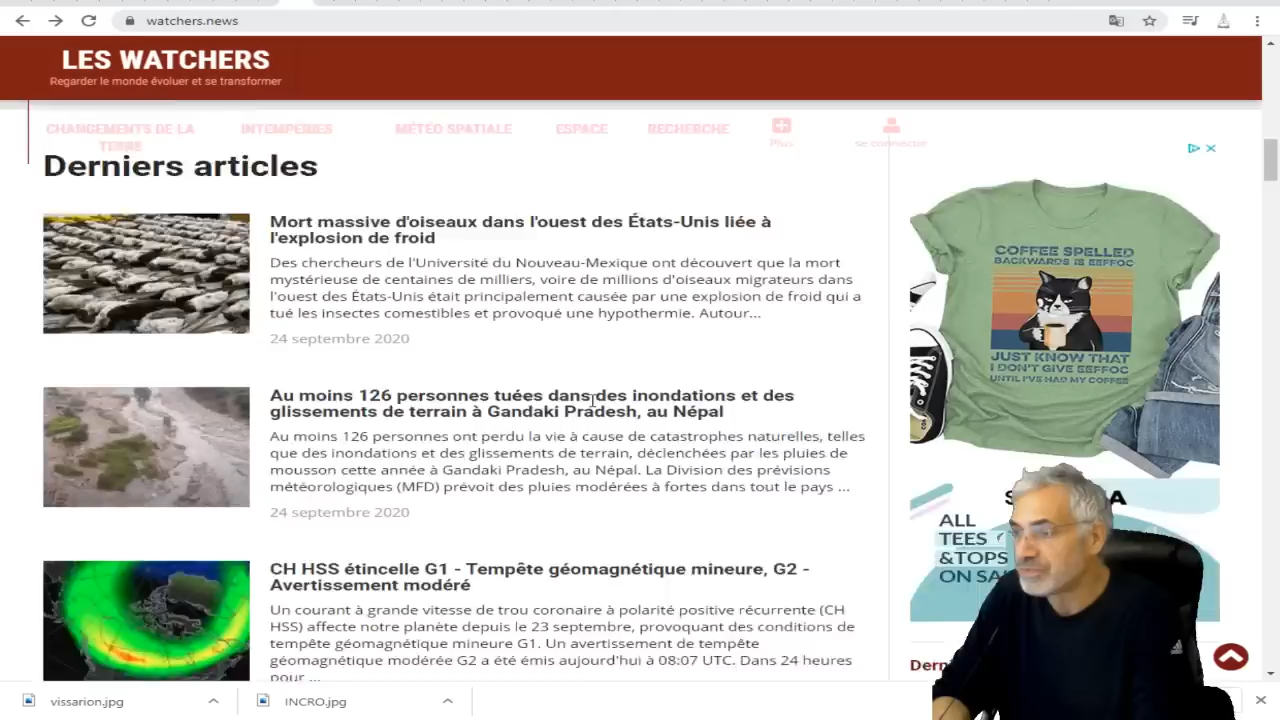 watchers.news
LES WATCHERS
Regarder le monde évoluer et se transformer
CHANGEMENTS DE LA
TERRE
INTEMPERIES
MÉTÉO SPATIALE
ESPACE
RECHERCHE
Plus
se connecter
Derniers articles
Mort massive d'oiseaux dans l'ouest des États-Unis liée à
l'explosion de froid
Des chercheurs de l'Université du Nouveau-Mexique ont découvert que la mort
mystérieuse de centaines de milliers, voire de millions d'oiseaux migrateurs dans
l'ouest des États-Unis était principalement causée par une explosion de froid qui a
tué les insectes comestibles et provoqué une hypothermie. Autour...
24 septembre 2020
Au moins 126 personnes tuées dans des inondations et des
glissements de terrain à Gandaki Pradesh, au Népal
Au moins 126 personnes ont perdu la vie à cause de catastrophes naturelles, telles
que des inondations et des glissements de terrain, déclenchées par les pluies de
mousson cette année à Gandaki Pradesh, au Népal. La Division des prévisions
météorologiques (MFD) prévoit des pluies modérées à fortes dans tout le pays ...
24 septembre 2020
CH HSS étincelle G1 - Tempête géomagnétique mineure, G2 -
Avertissement modéré
Un courant à grande vitesse de trou coronaire à polarité positive récurrente (CH
HSS) affecte notre planète depuis le 23 septembre, provoquant des conditions de
tempête géomagnétique mineure G1. Un avertissement de tempête
géomagnétique modérée G2 a été émis aujourd'hui à 08:07 UTC. Dans 24 heures
pour ...
COFFEE SPELLED
BACKWARDS IS EEFFOC
JUST KNOW THAT
I DON'T GIVE EEFFOC
UNTIL I'VE HAD MY COFFEE
ALL
TEES
&TOPS
ON
vissarion.jpg
INCRO.jpg